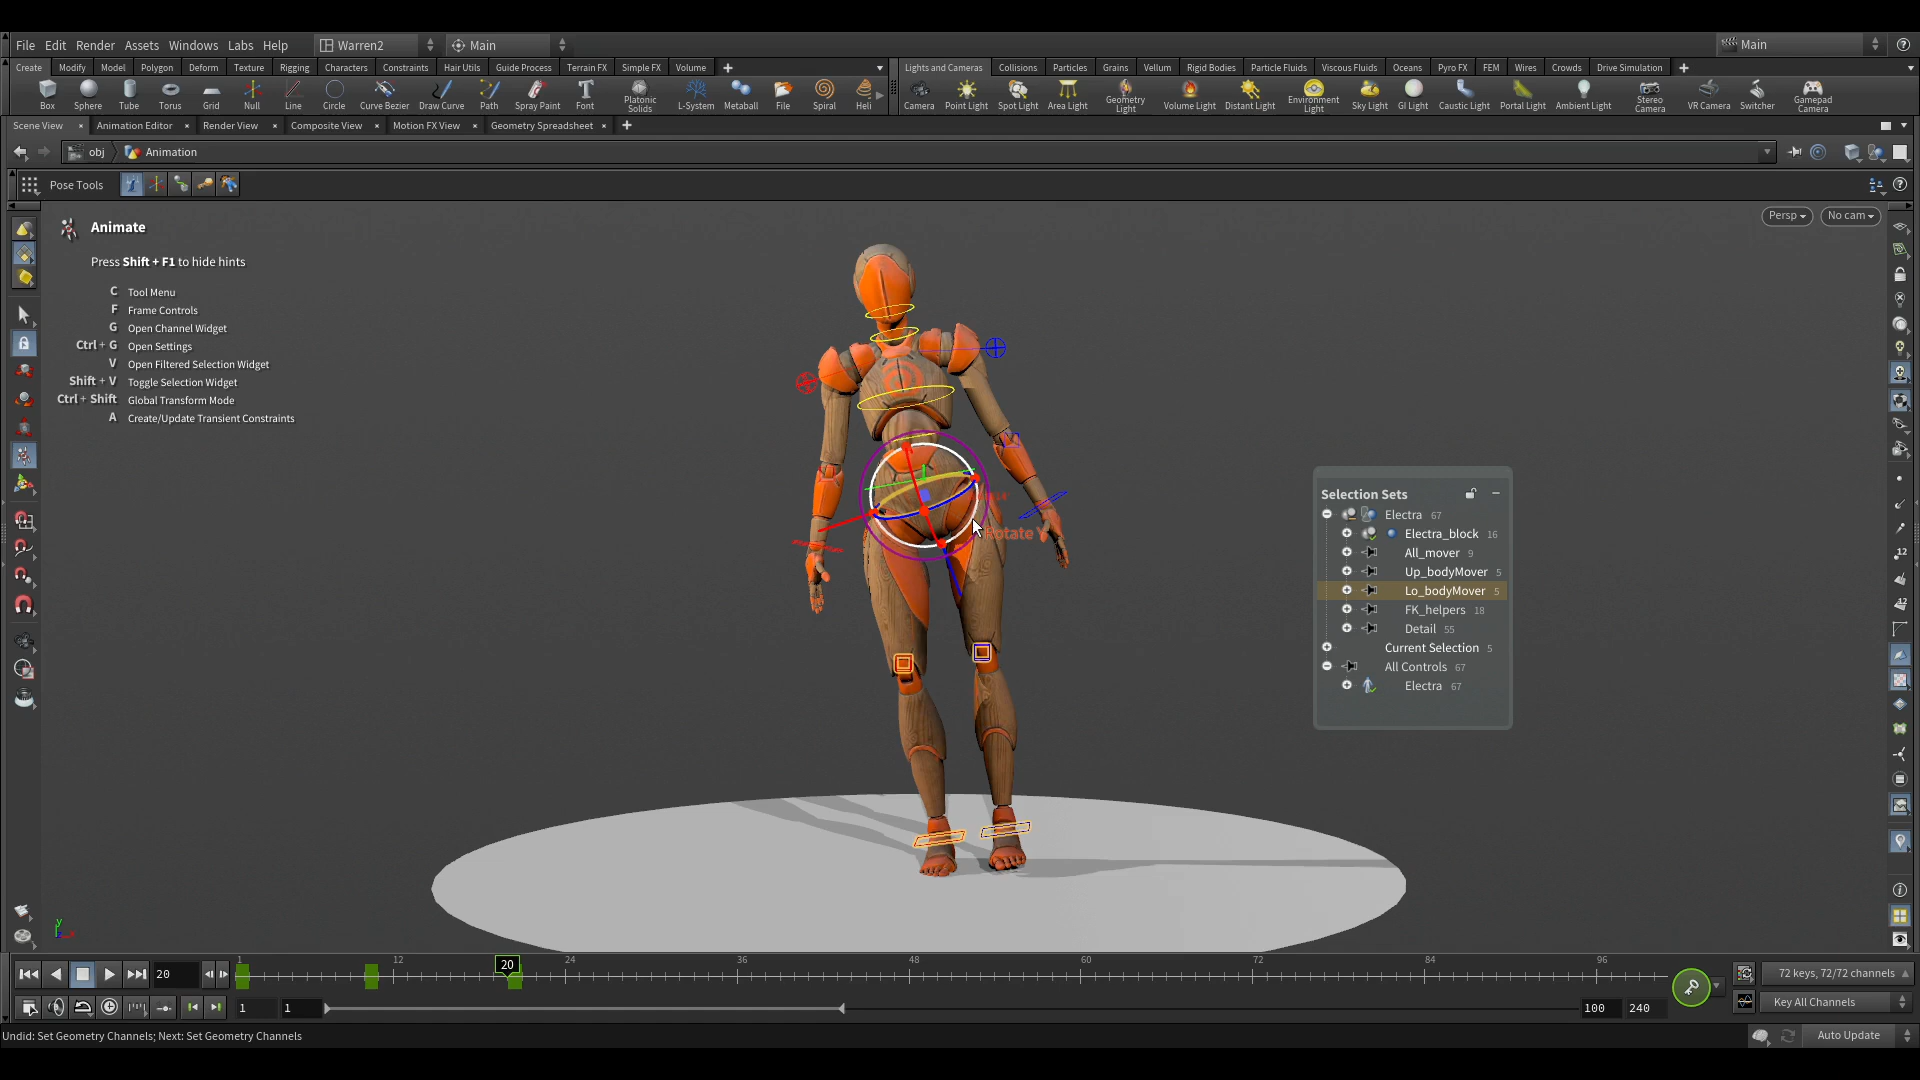 File Edit Render Assets Windows Labs Help Warren2 Main Main
Create Modify Model Polygon Deform Texture Rigging Characters Constraints Hair Utils Guide Process Terrain FX Simple FX Volume
Lights and Cameras Collisions Particles Grains Vellum Rigid Bodies Particle Fluids Viscous Fluids Oceans Pyro FX FEM Wires Crowds Drive Simulation
Box Sphere Tube Torus Grid Null Line Circle Curve Bezier Draw Curve Path Spray Paint Font Platonic Solids L-System Metaball File Spiral Heli
Camera Point Light Spot Light Area Light Geometry Light Volume Light Distant Light Environment Light Sky Light GI Light Caustic Light Portal Light Ambient Light Stereo Camera VR Camera Switcher Gamepad Camera
Scene View Animation Editor Render View Composite View Motion FX View Geometry Spreadsheet
obj Animation
Pose Tools
Persp No cam
Animate
Press Shift + F1 to hide hints
C Tool Menu
F Frame Controls
G Open Channel Widget
Ctrl + G Open Settings
V Open Filtered Selection Widget
Shift + V Toggle Selection Widget
Ctrl + Shift Global Transform Mode
A Create/Update Transient Constraints
Rotate Y
Selection Sets
Electra 67
Electra_block 16
All_mover 9
Up_bodyMover 5
Lo_bodyMover 5
FK_helpers 18
Detail 55
Current Selection 5
All Controls 67
Electra 67
12
12
y
20
1 12 20 24 36 48 60 72 84 96
72 keys, 72/72 channels
1 1 100 240
Key All Channels
Undid: Set Geometry Channels; Next: Set Geometry Channels
Auto Update